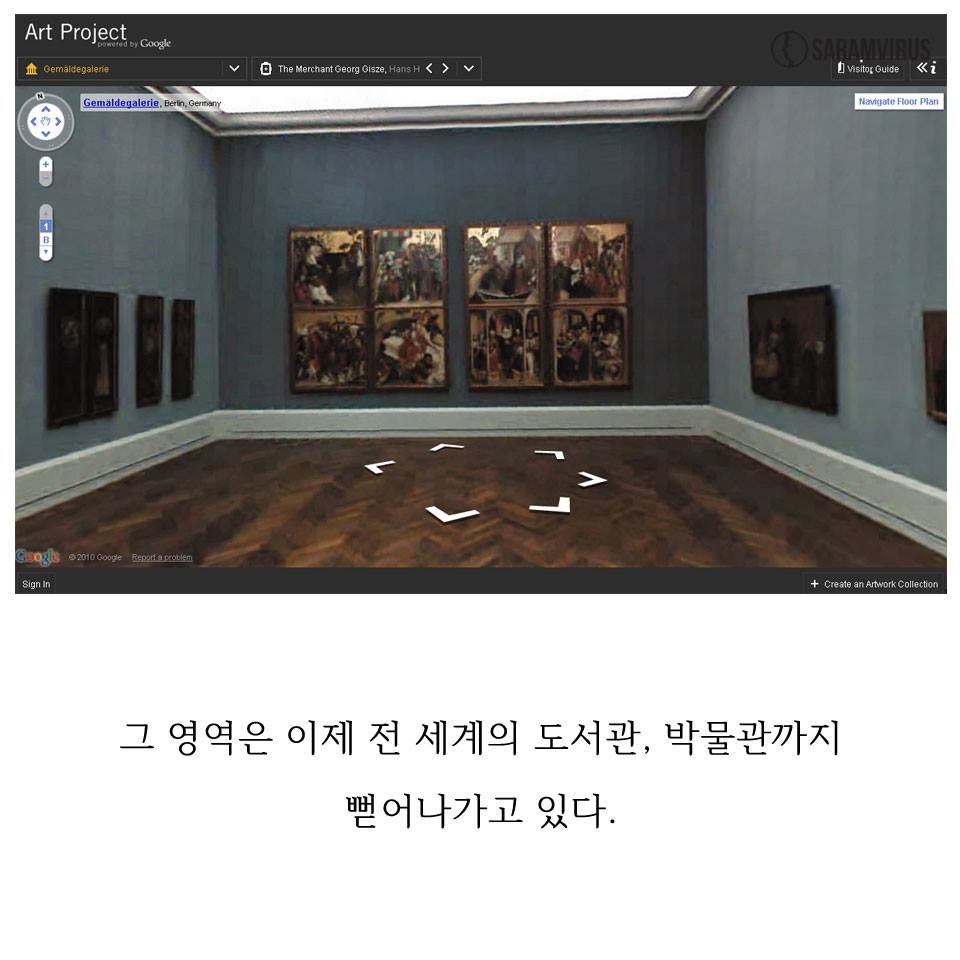 Art Project
powered by Google
SARAMVIRUS
Gemäldegalerie
The Merchant Georg Gisze, Hans H
Visitor Guide
Gemäldegalerie, Berlin, Germany
Navigate Floor Plan
N
1
B
Google © 2010 Google Report a problem
Sign In
Create an Artwork Collection
그 영역은 이제 전 세계의 도서관, 박물관까지
뻗어나가고 있다.